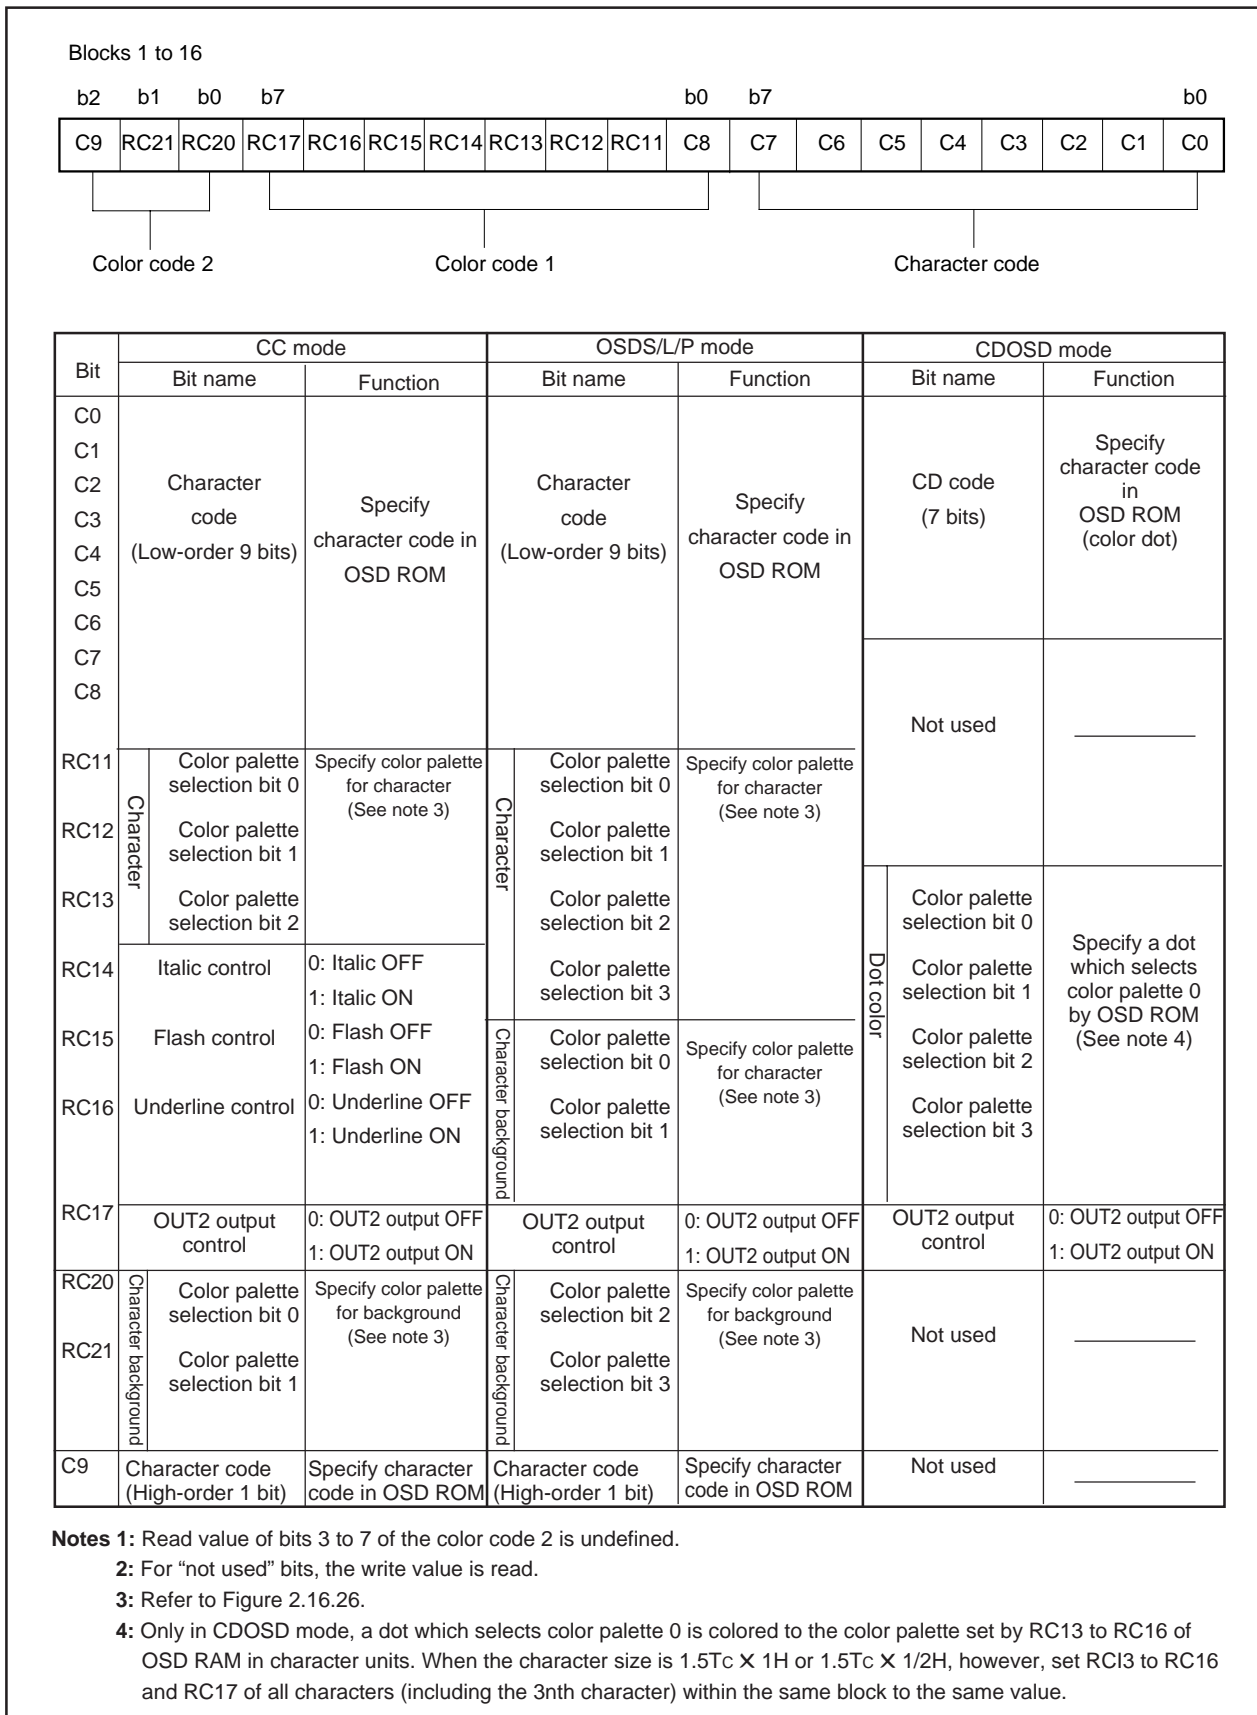 Blocks 1 to 16
b2 b1 b0 b7 b0 b7 b0
C9 RC21 RC20 RC17 RC16 RC15 RC14 RC13 RC12 RC11 C8 C7 C6 C5 C4 C3 C2 C1 C0
Color code 2 Color code 1 Character code
Bit CC mode OSDS/L/P mode CDOSD mode
Bit name Function Bit name Function Bit name Function
C0
C1
C2
C3
C4
C5
C6
C7
C8
Character
code
(Low-order 9 bits)
Specify
character code in
OSD ROM
Character
code
(Low-order 9 bits)
Specify
character code in
OSD ROM
CD code
(7 bits)
Specify
character code
in
OSD ROM
(color dot)
Not used
RC11
RC12
RC13
Character
Color palette
selection bit 0
Color palette
selection bit 1
Color palette
selection bit 2
Specify color palette
for character
(See note 3)
Character
Color palette
selection bit 0
Color palette
selection bit 1
Color palette
selection bit 2
Color palette
selection bit 3
Specify color palette
for character
(See note 3)
RC14
Italic control
0: Italic OFF
1: Italic ON
RC15
Flash control
0: Flash OFF
1: Flash ON
RC16
Underline control
0: Underline OFF
1: Underline ON
Character background
Color palette
selection bit 0
Color palette
selection bit 1
Specify color palette
for character
(See note 3)
Dot color
Color palette
selection bit 0
Color palette
selection bit 1
Color palette
selection bit 2
Color palette
selection bit 3
Specify a dot
which selects
color palette 0
by OSD ROM
(See note 4)
RC17
OUT2 output
control
0: OUT2 output OFF
1: OUT2 output ON
OUT2 output
control
0: OUT2 output OFF
1: OUT2 output ON
OUT2 output
control
0: OUT2 output OFF
1: OUT2 output ON
RC20
RC21
Character background
Color palette
selection bit 0
Color palette
selection bit 1
Specify color palette
for background
(See note 3)
Character background
Color palette
selection bit 2
Color palette
selection bit 3
Specify color palette
for background
(See note 3)
Not used
C9
Character code
(High-order 1 bit)
Specify character
code in OSD ROM
Character code
(High-order 1 bit)
Specify character
code in OSD ROM
Not used
Notes 1: Read value of bits 3 to 7 of the color code 2 is undefined.
2: For “not used” bits, the write value is read.
3: Refer to Figure 2.16.26.
4: Only in CDOSD mode, a dot which selects color palette 0 is colored to the color palette set by RC13 to RC16 of
OSD RAM in character units. When the character size is 1.5Tc ✕ 1H or 1.5Tc ✕ 1/2H, however, set RCI3 to RC16
and RC17 of all characters (including the 3nth character) within the same block to the same value.